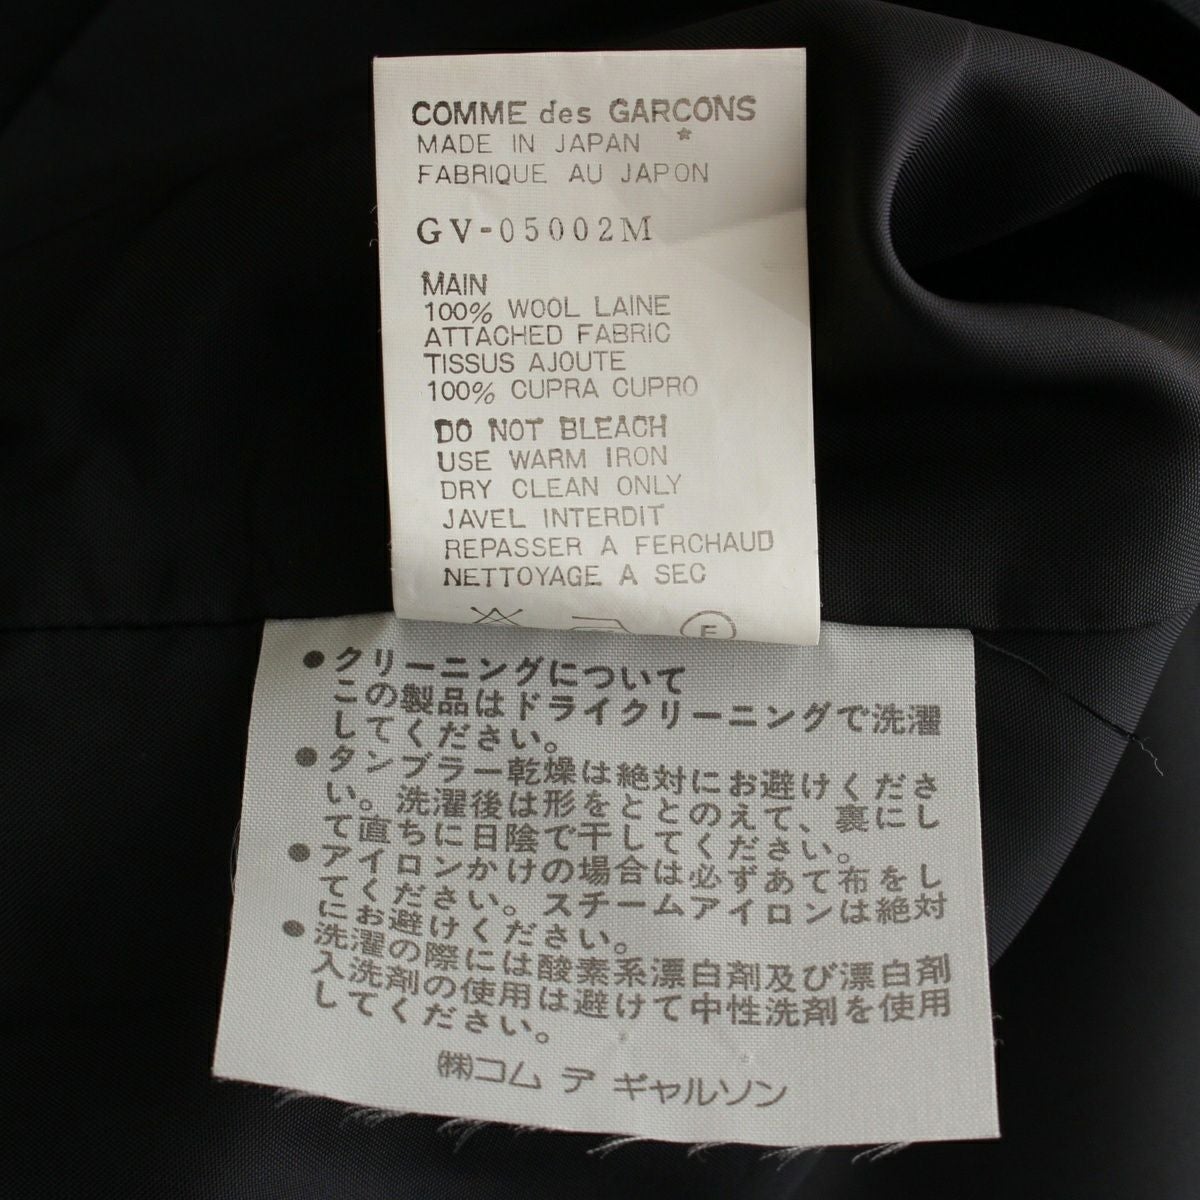 COMME des GARCONS
MADE IN JAPAN *
FABRIQUE AU JAPON
GV-05002M
MAIN
100% WOOL LAINE
ATTACHED FABRIC
TISSUS AJOUTE
100% CUPRA CUPRO
DO NOT BLEACH
USE WARM IRON
DRY CLEAN ONLY
JAVEL INTERDIT
REPASSER A FERCHAUD
NETTOYAGE A SEC
F
●クリーニングについて
この製品はドライクリーニングで洗濯
してください。
●タンブラー乾燥は絶対にお避けくださ
い。洗濯後は形をととのえて、裏にし
て直ちに日陰で干してください。
●アイロンかけの場合は必ずあて布をし
てください。スチームアイロンは絶対
にお避けください。
●洗濯の際には酸素系漂白剤及び漂白剤
入洗剤の使用は避けて中性洗剤を使用
してください。
㈱コム デ ギャルソン